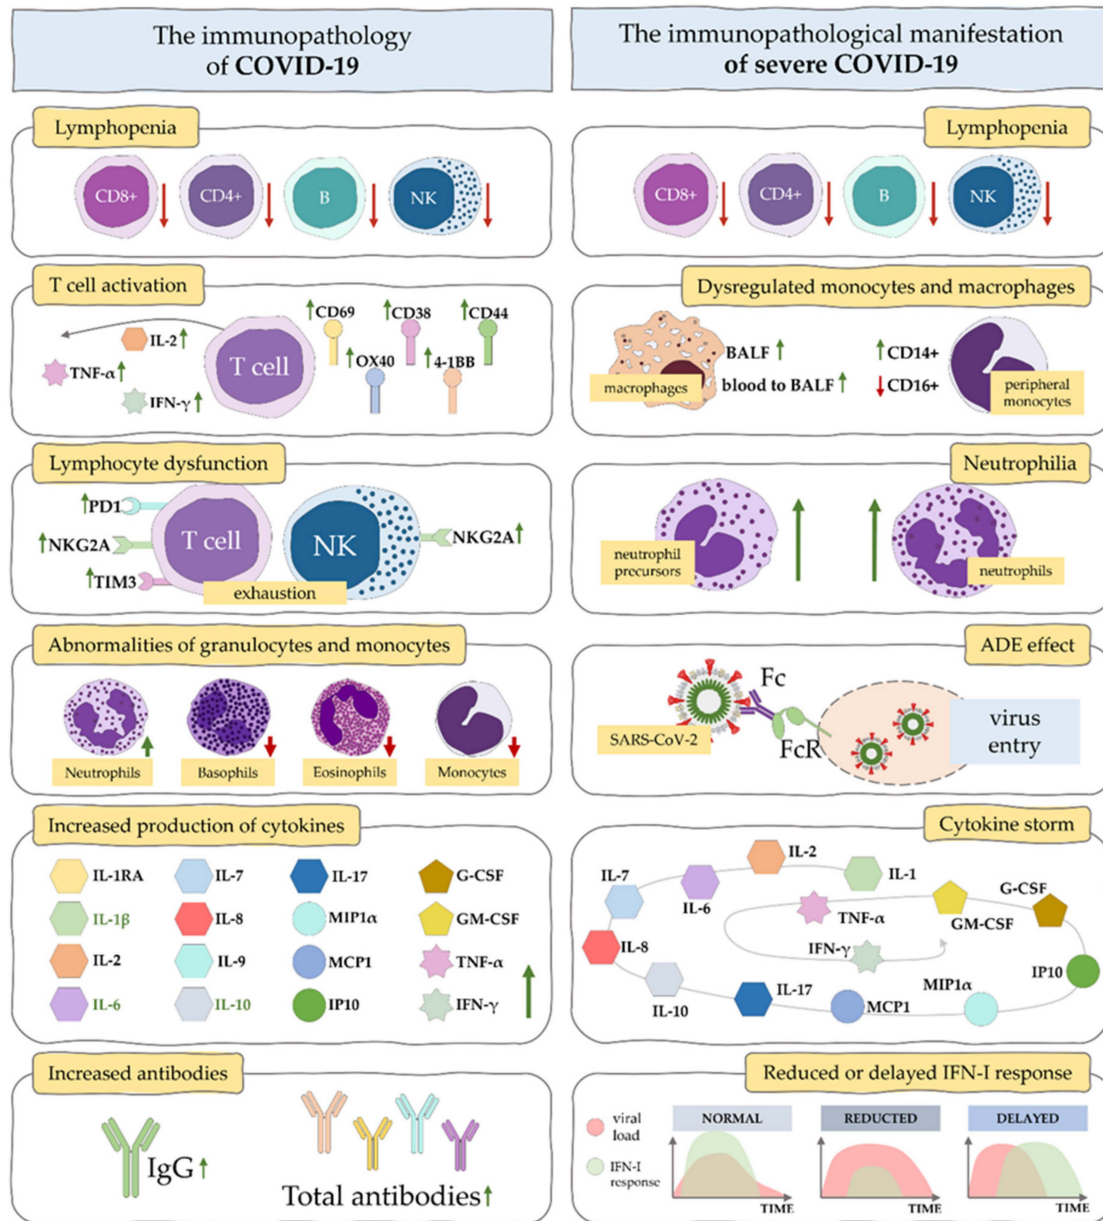 The immunopathology
of COVID-19
Lymphopenia
CD8+ CD4+ B NK
T cell activation
IL-2
TNF-α
IFN-γ
T cell
CD69 CD38 CD44
OX40 4-1BB
Lymphocyte dysfunction
PD1
NKG2A
TIM3
T cell
NK
NKG2A
exhaustion
Abnormalities of granulocytes and monocytes
Neutrophils Basophils Eosinophils Monocytes
Increased production of cytokines
IL-1RA IL-7 IL-17 G-CSF
IL-1β IL-8 MIP1α GM-CSF
IL-2 IL-9 MCP1 TNF-α
IL-6 IL-10 IP10 IFN-γ
Increased antibodies
IgG
Total antibodies
The immunopathological manifestation
of severe COVID-19
Lymphopenia
CD8+ CD4+ B NK
Dysregulated monocytes and macrophages
macrophages
BALF
blood to BALF
CD14+
CD16+
peripheral
monocytes
Neutrophilia
neutrophil
precursors
neutrophils
ADE effect
SARS-CoV-2
Fc
FcR
virus
entry
Cytokine storm
IL-7
IL-6
IL-2
IL-1
G-CSF
TNF-α
GM-CSF
IL-8
IFN-γ
IP10
IL-10
IL-17
MCP1
MIP1α
Reduced or delayed IFN-I response
viral
load
IFN-I
response
NORMAL REDUCTED DELAYED
TIME TIME TIME